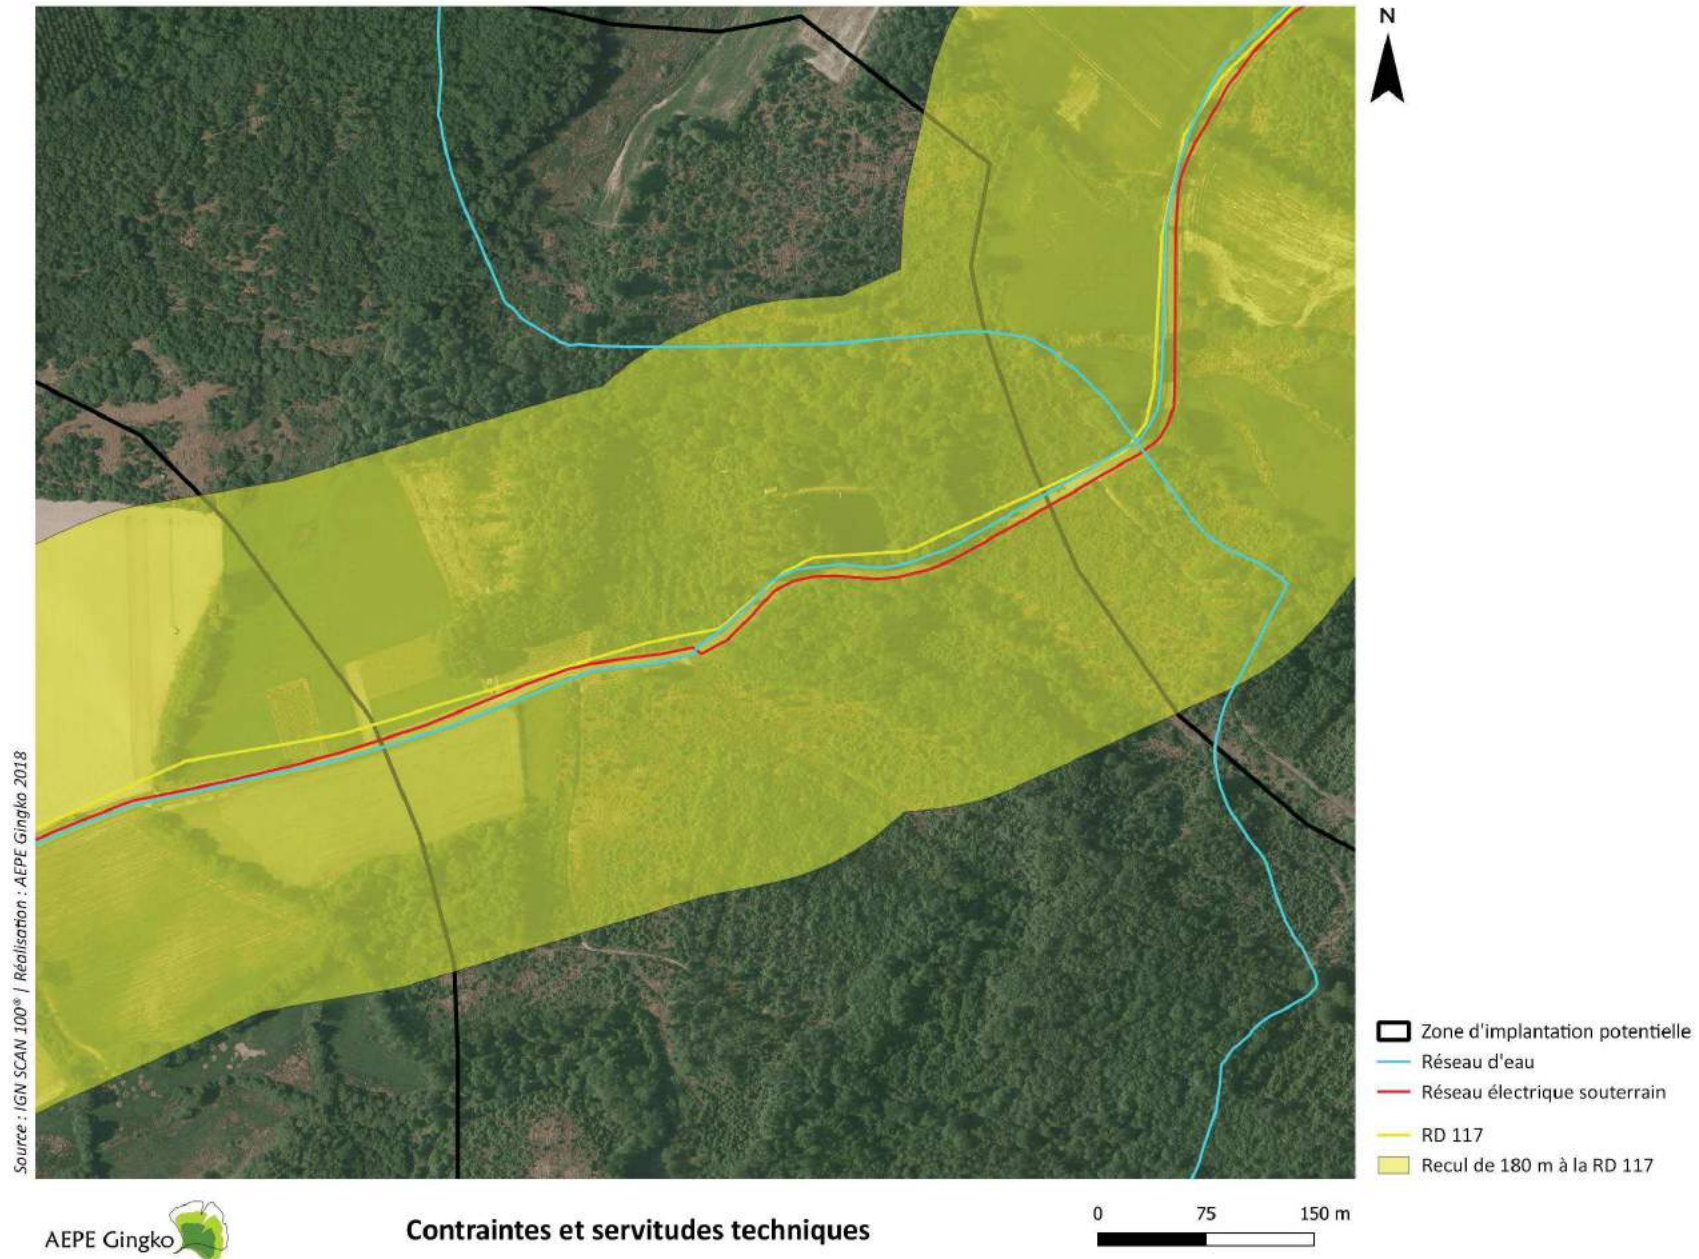 N
Source : IGN SCAN 100® | Réalisation : AEPE Gingko 2018
Zone d'implantation potentielle
Réseau d'eau
Réseau électrique souterrain
RD 117
Recul de 180 m à la RD 117
AEPE Gingko
Contraintes et servitudes techniques
0 75 150 m